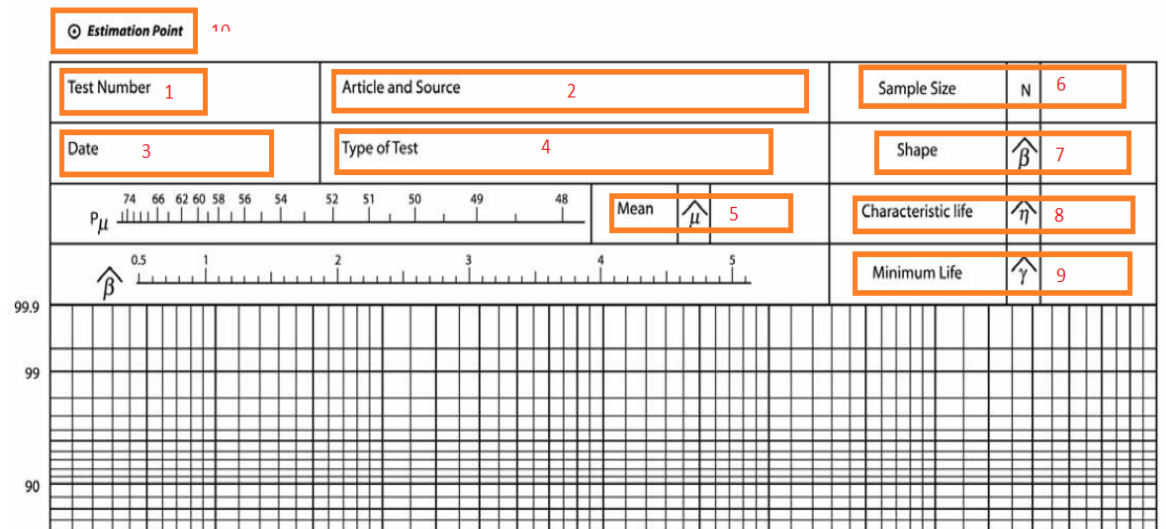 Estimation Point 10
Test Number 1 Article and Source 2 Sample Size N 6
Date 3 Type of Test 4 Shape β̂ 7
Pμ 74 66 62 60 58 56 54 52 51 50 49 48 Mean μ̂ 5 Characteristic life η̂ 8
β̂ 0.5 1 2 3 4 5 Minimum Life γ̂ 9
99.9
99
90